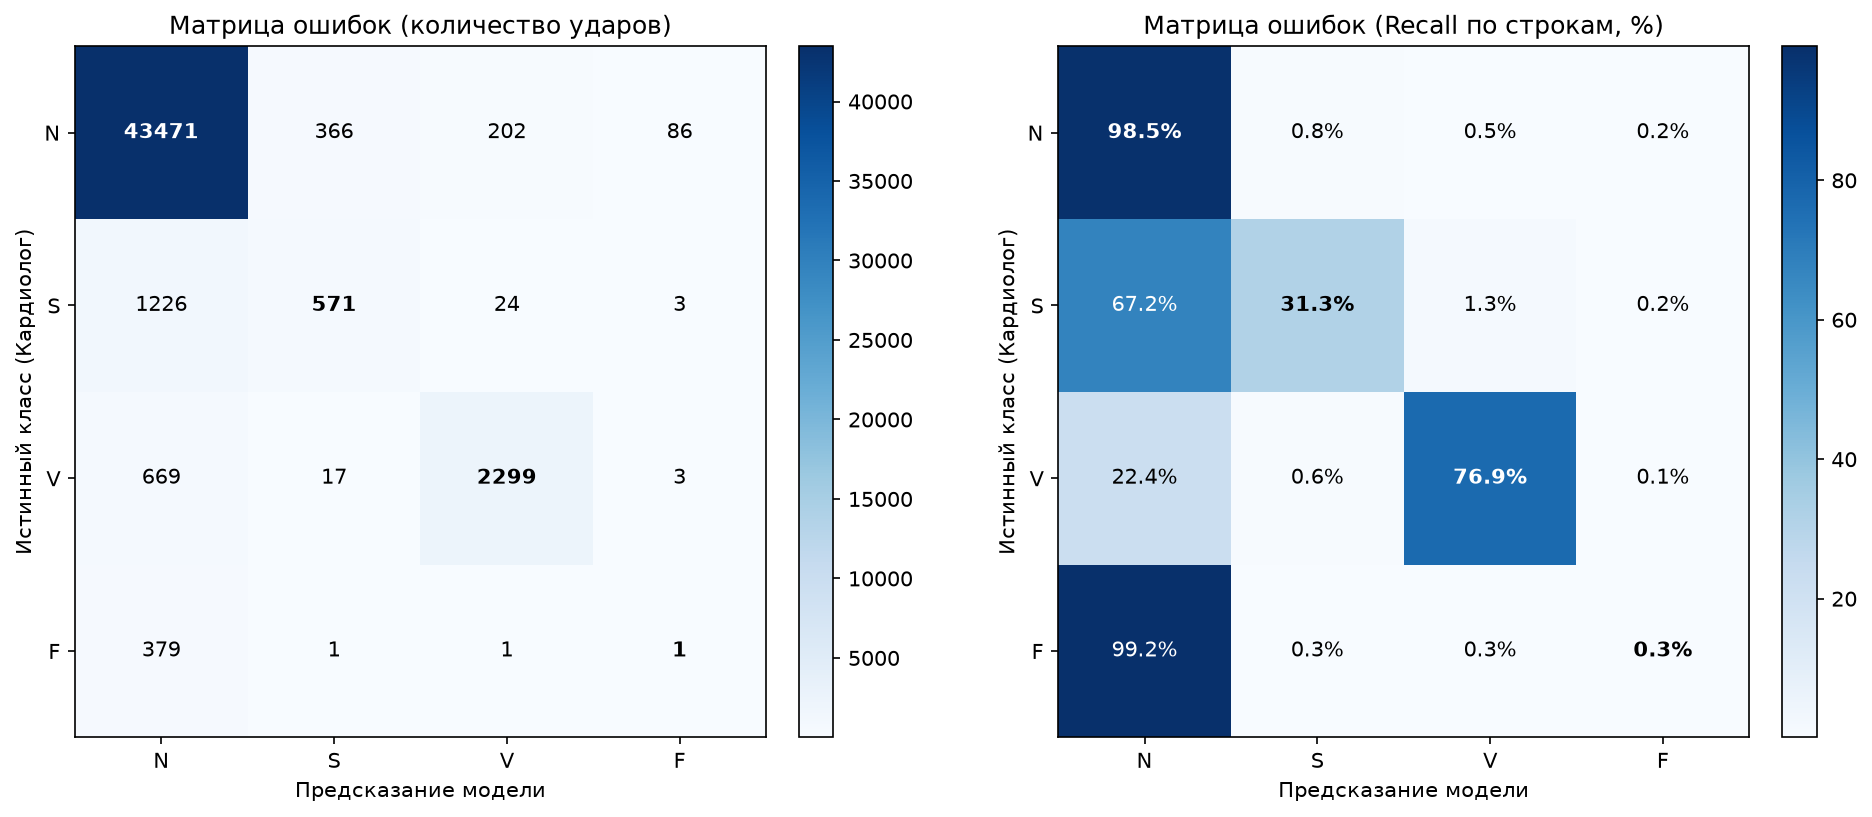 Матрица ошибок (количество ударов)
Истинный класс (Кардиолог)
N 43471 366 202 86
S 1226 571 24 3
V 669 17 2299 3
F 379 1 1 1
N S V F
Предсказание модели
40000
35000
30000
25000
20000
15000
10000
5000
Матрица ошибок (Recall по строкам, %)
Истинный класс (Кардиолог)
N 98.5% 0.8% 0.5% 0.2%
S 67.2% 31.3% 1.3% 0.2%
V 22.4% 0.6% 76.9% 0.1%
F 99.2% 0.3% 0.3% 0.3%
N S V F
Предсказание модели
80
60
40
20